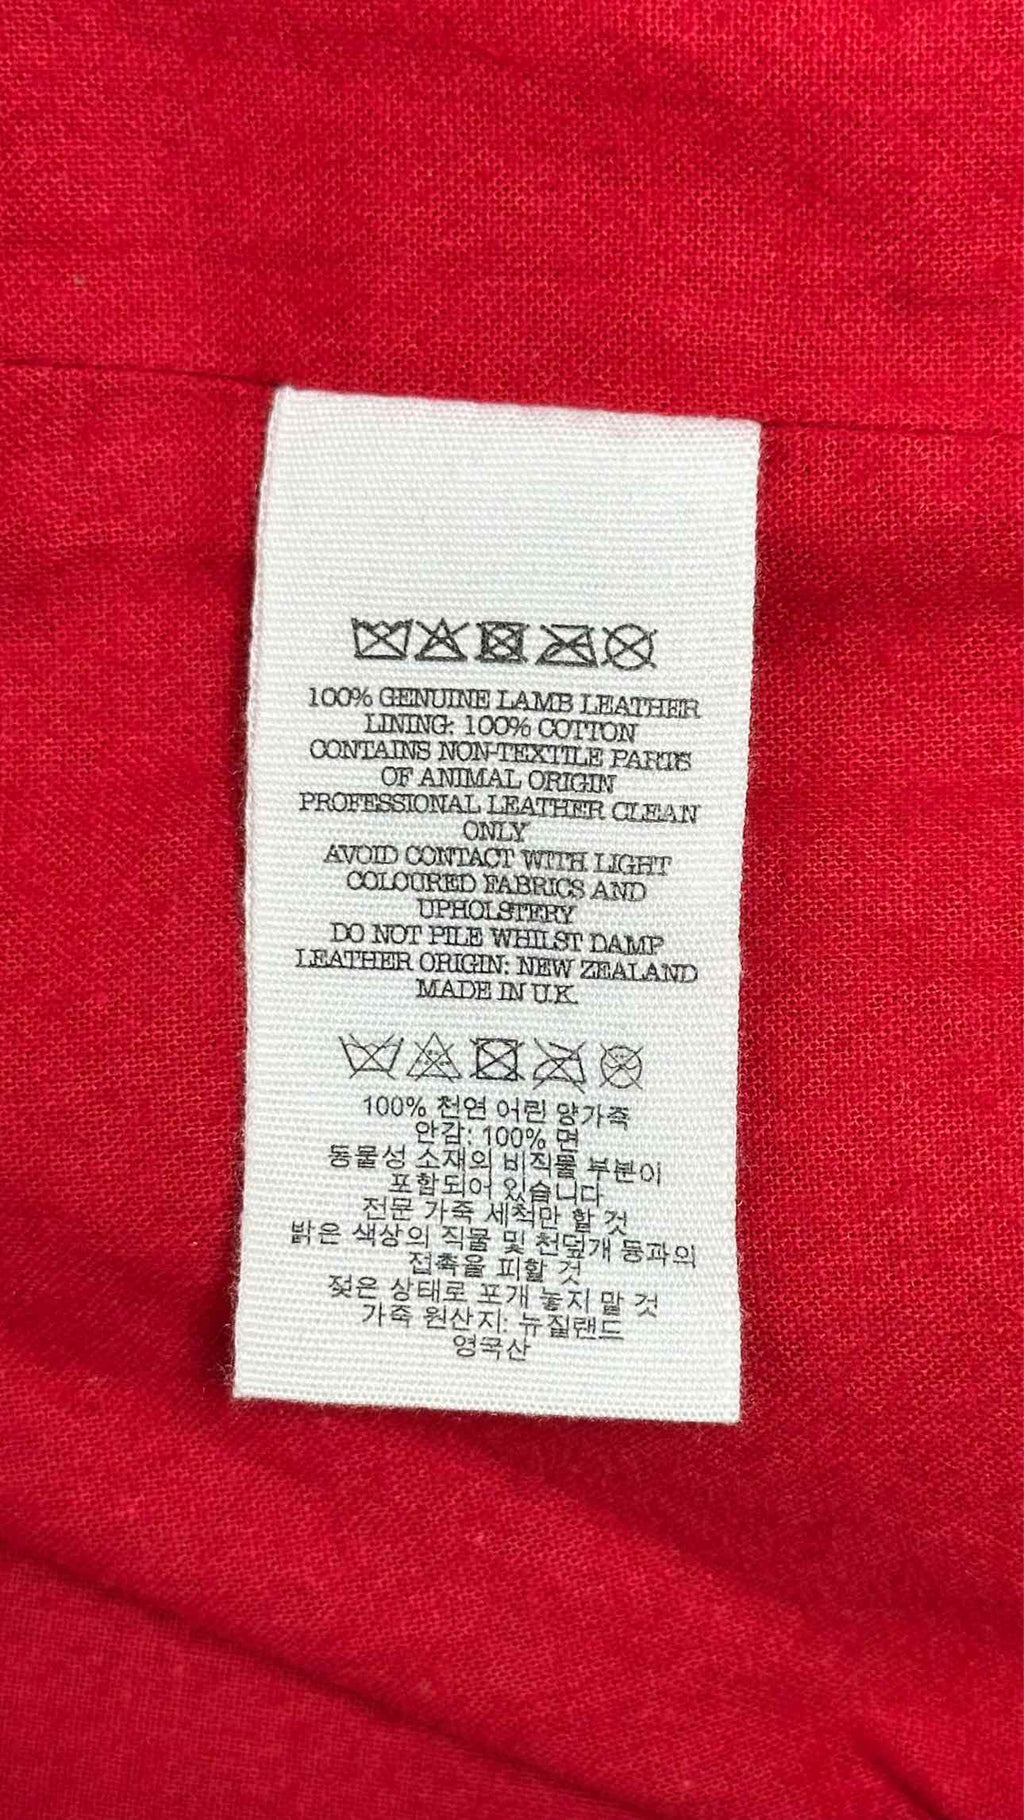 100% GENUINE LAMB LEATHER
LINING: 100% COTTON
CONTAINS NON-TEXTILE PARTS
OF ANIMAL ORIGIN
PROFESSIONAL LEATHER CLEAN
ONLY
AVOID CONTACT WITH LIGHT
COLOURED FABRICS AND
UPHOLSTERY
DO NOT PILE WHILST DAMP
LEATHER ORIGIN: NEW ZEALAND
MADE IN U.K.
100% 천연 어린 양가죽
안감: 100% 면
동물성 소재의 비직물 부분이
포함되어 있습니다
전문 가죽 세척만 할 것
밝은 색상의 직물 및 천덮개 등과의
접촉을 피할 것
젖은 상태로 포개 놓지 말 것
가죽 원산지: 뉴질랜드
영국산